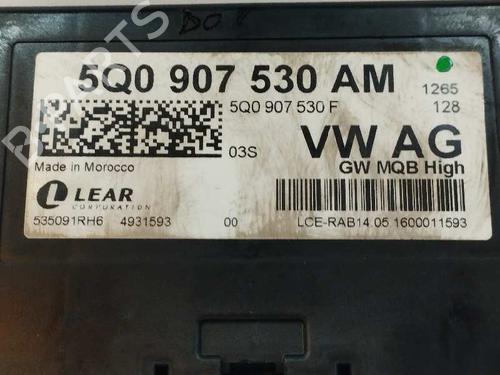 5Q0 907 530 AM
1265
5Q0 907 530 F
128
03S
VW AG
Made in Morocco
GW MQB High
LEAR
CORPORATION
535091RH6 4931593 00
LCE-RAB14 05 1600011593